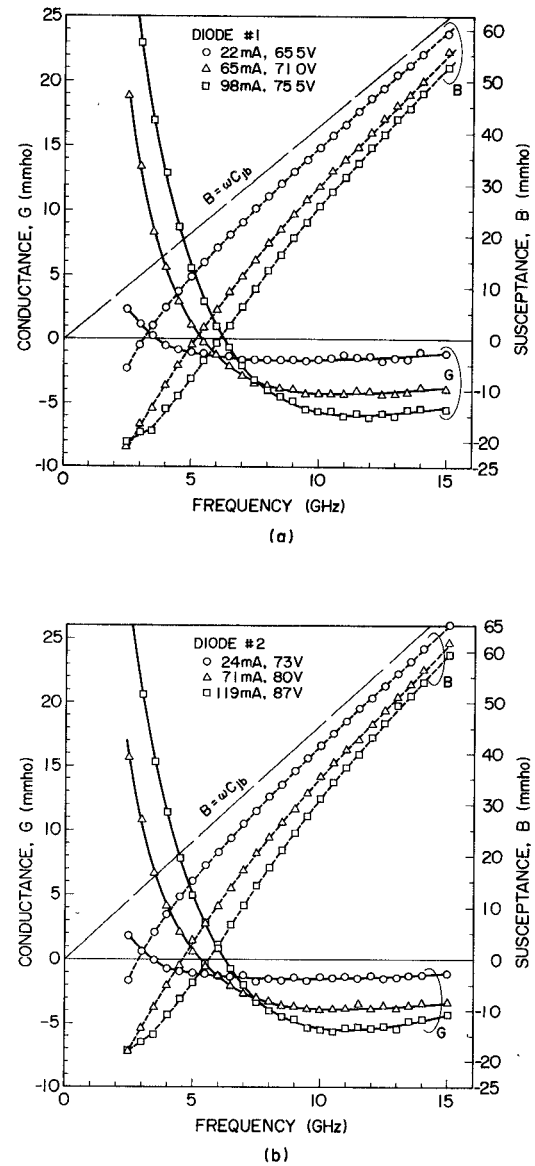 DIODE #1
22mA, 65.5V
65mA, 71.0V
98mA, 75.5V
25
20
15
10
5
0
-5
-10
CONDUCTANCE, G (mmho)
60
50
40
30
20
10
0
-10
-20
-25
SUSCEPTANCE, B (mmho)
B = ωCjb
B
G
0
5
10
15
FREQUENCY (GHz)
(a)
DIODE #2
24mA, 73V
71mA, 80V
119mA, 87V
25
20
15
10
5
0
-5
-10
CONDUCTANCE, G (mmho)
65
60
50
40
30
20
10
0
-10
-20
-25
SUSCEPTANCE, B (mmho)
B = ωCjb
B
G
0
5
10
15
FREQUENCY (GHz)
(b)